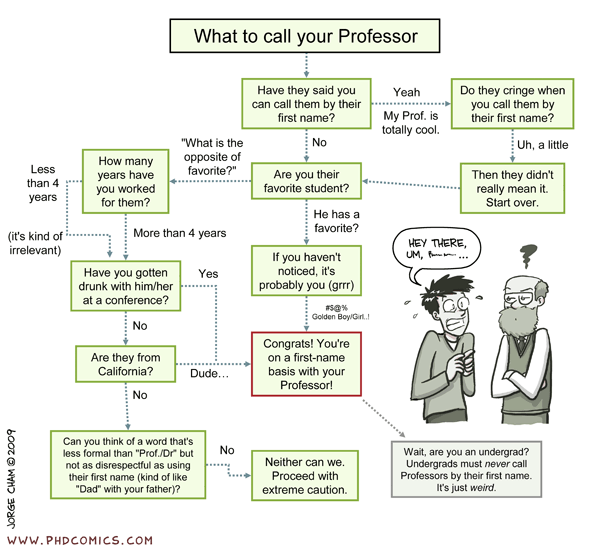 What to call your Professor
Have they said you
can call them by their
first name?
Yeah
My Prof. is
totally cool.
Do they cringe when
you call them by
their first name?
No
Uh, a little
Then they didn't
really mean it.
Start over.
Are you their
favorite student?
"What is the
opposite of
favorite?"
How many
years have
you worked
for them?
Less
than 4
years
(it's kind of
irrelevant)
More than 4 years
He has a
favorite?
If you haven't
noticed, it's
probably you (grrr)
#$@%
Golden Boy/Girl..!
Have you gotten
drunk with him/her
at a conference?
Yes
No
Are they from
California?
Dude...
Congrats! You're
on a first-name
basis with your
Professor!
No
Can you think of a word that's
less formal than "Prof./Dr" but
not as disrespectful as using
their first name (kind of like
"Dad" with your father)?
No
Neither can we.
Proceed with
extreme caution.
HEY THERE,
UM, ...
?
Wait, are you an undergrad?
Undergrads must never call
Professors by their first name.
It's just weird.
JORGE CHAM © 2009
WWW.PHDCOMICS.COM